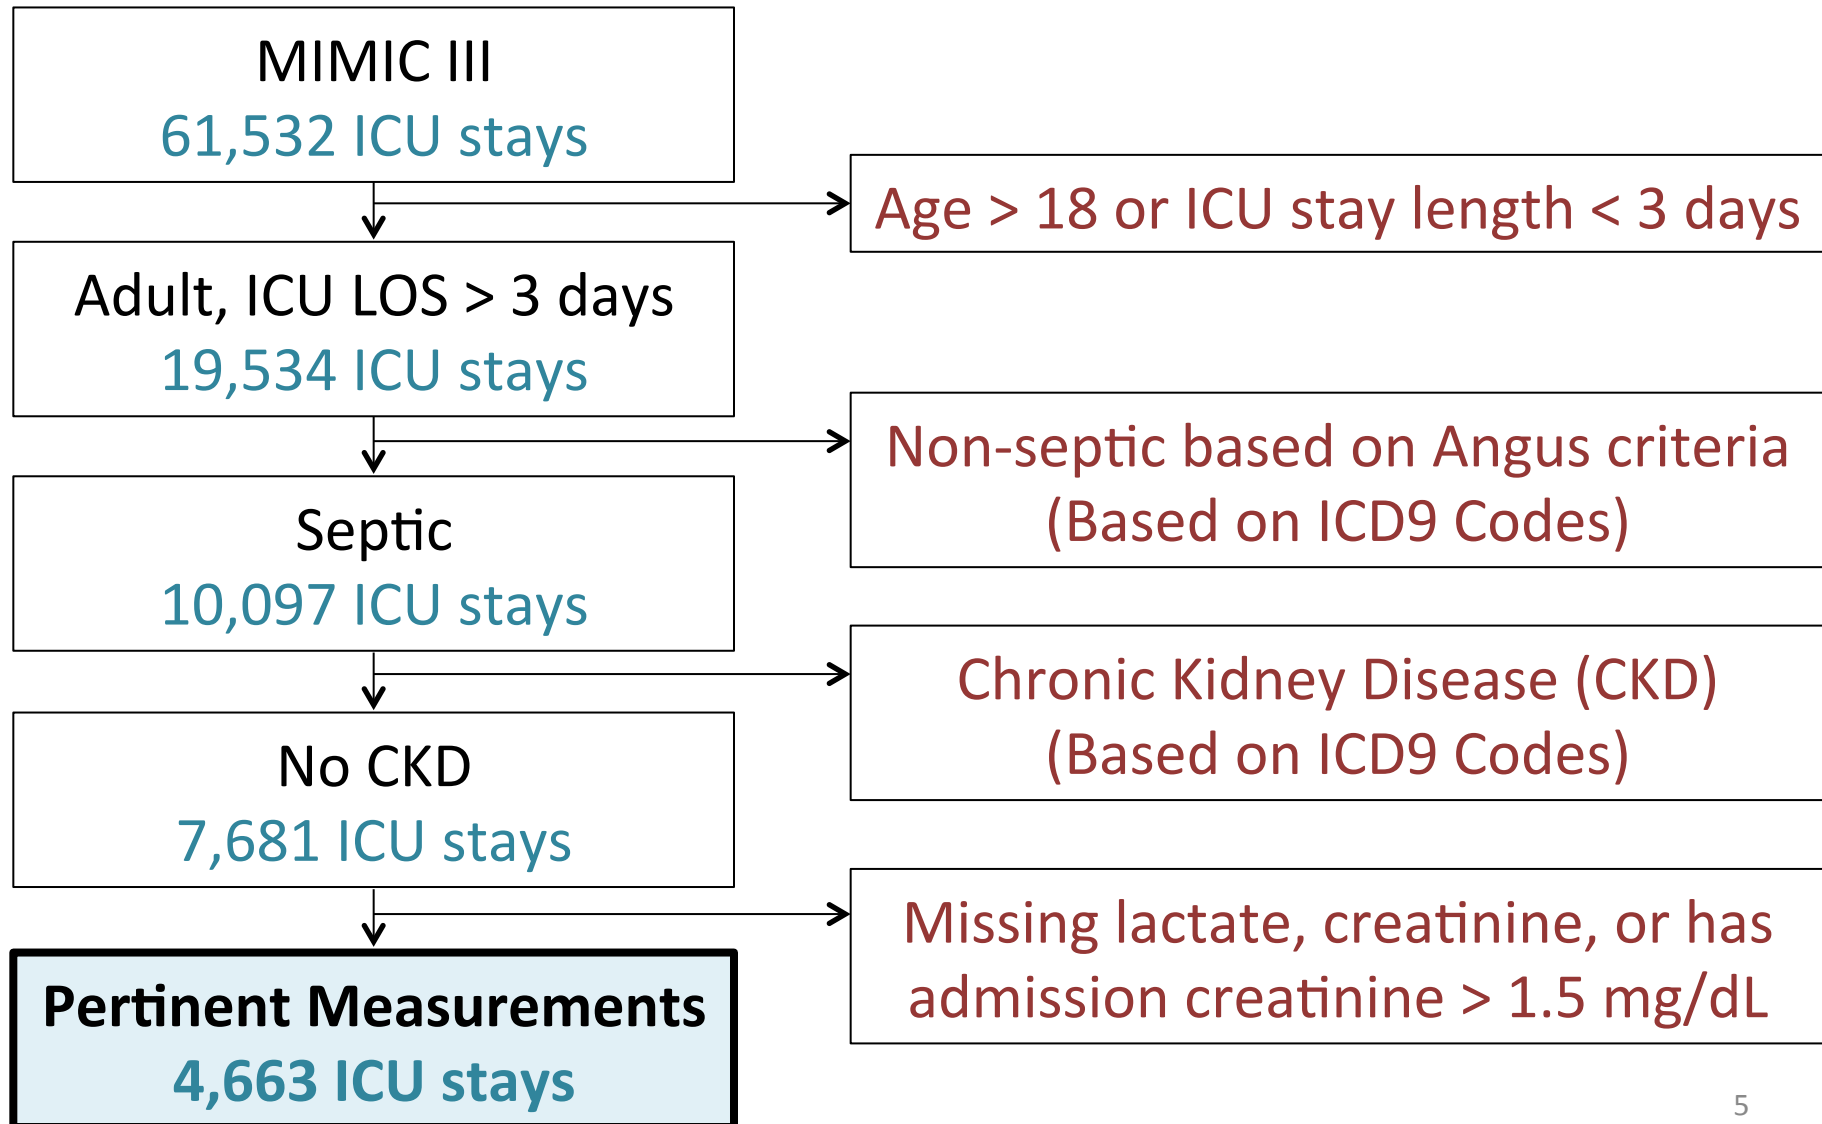 MIMIC III
61,532 ICU stays
Age > 18 or ICU stay length < 3 days
Adult, ICU LOS > 3 days
19,534 ICU stays
Non-septic based on Angus criteria
(Based on ICD9 Codes)
Septic
10,097 ICU stays
Chronic Kidney Disease (CKD)
(Based on ICD9 Codes)
No CKD
7,681 ICU stays
Missing lactate, creatinine, or has
admission creatinine > 1.5 mg/dL
Pertinent Measurements
4,663 ICU stays
5